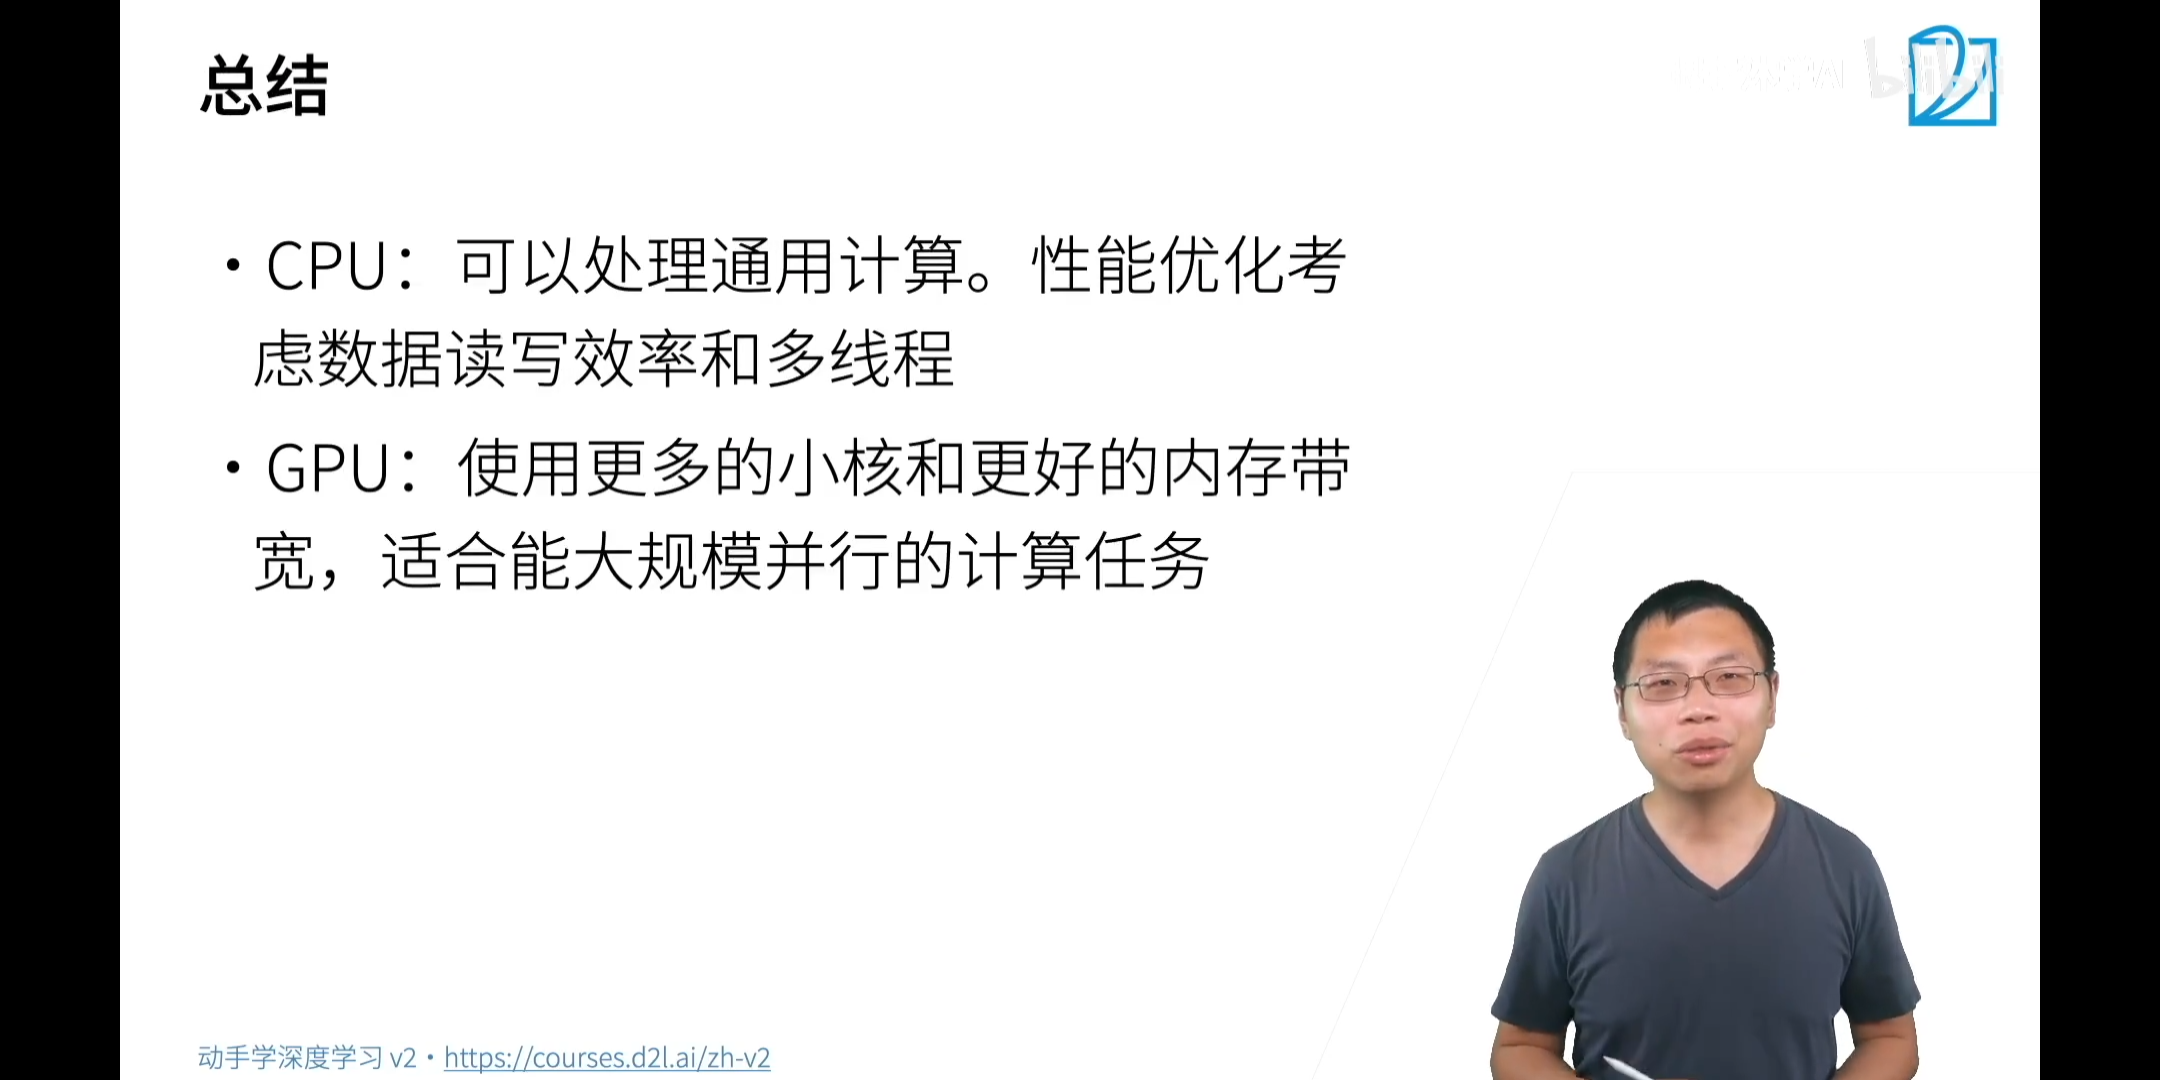 总结
• CPU：可以处理通用计算。性能优化考
虑数据读写效率和多线程
• GPU：使用更多的小核和更好的内存带
宽，适合能大规模并行的计算任务
动手学深度学习 v2 • https://courses.d2l.ai/zh-v2
bilibili